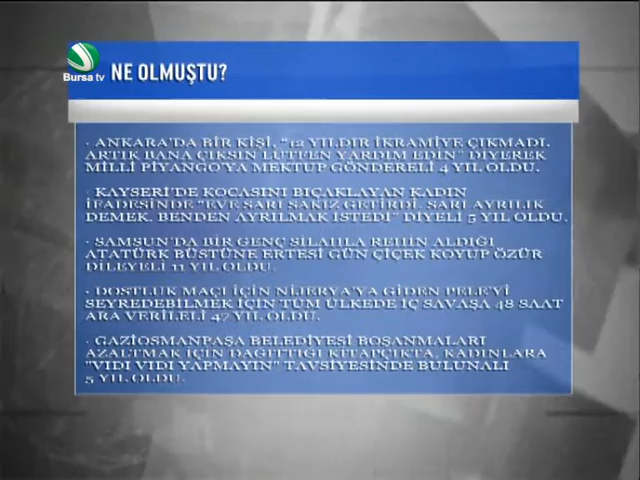 Bursa tv
NE OLMUŞTU?
· ANKARA'DA BİR KİŞİ, "12 YILDIR İKRAMİYE ÇIKMADI.
ARTIK BANA ÇIKSIN LÜTFEN YARDIM EDİN" DİYEREK
MİLLİ PİYANGO'YA MEKTUP GÖNDERELİ 4 YIL OLDU.
· KAYSERİ'DE KOCASINI BIÇAKLAYAN KADIN
İFADESİNDE "EVE SARI SAKIZ GETİRDİ. SARI AYRILIK
DEMEK. BENDEN AYRILMAK İSTEDİ" DİYELİ 5 YIL OLDU.
· SAMSUN'DA BİR GENÇ SİLAHLA REHİN ALDIĞI
ATATÜRK BÜSTÜNE ERTESİ GÜN ÇİÇEK KOYUP ÖZÜR
DİLEYELİ 11 YIL OLDU.
· DOSTLUK MAÇI İÇİN NİJERYA'YA GİDEN PELE'Yİ
SEYREDEBİLMEK İÇİN TÜM ÜLKEDE İÇ SAVAŞA 48 SAAT
ARA VERİLELİ 47 YIL OLDU.
· GAZİOSMANPAŞA BELEDİYESİ BOŞANMALARI
AZALTMAK İÇİN DAĞITTIĞI KİTAPÇIKTA, KADINLARA
"VIDI VIDI YAPMAYIN" TAVSİYESİNDE BULUNALI
5 YIL OLDU.